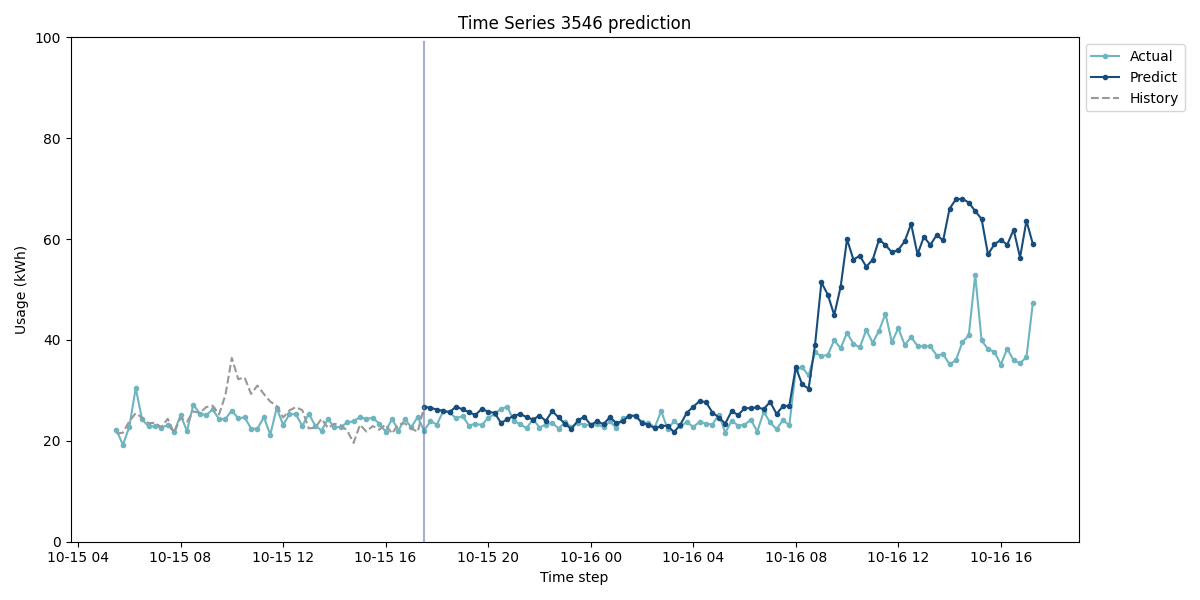 Time Series 3546 prediction
100
80
60
40
20
0
Usage (kWh)
10-15 04 10-15 08 10-15 12 10-15 16 10-15 20 10-16 00 10-16 04 10-16 08 10-16 12 10-16 16
Time step
Actual
Predict
History